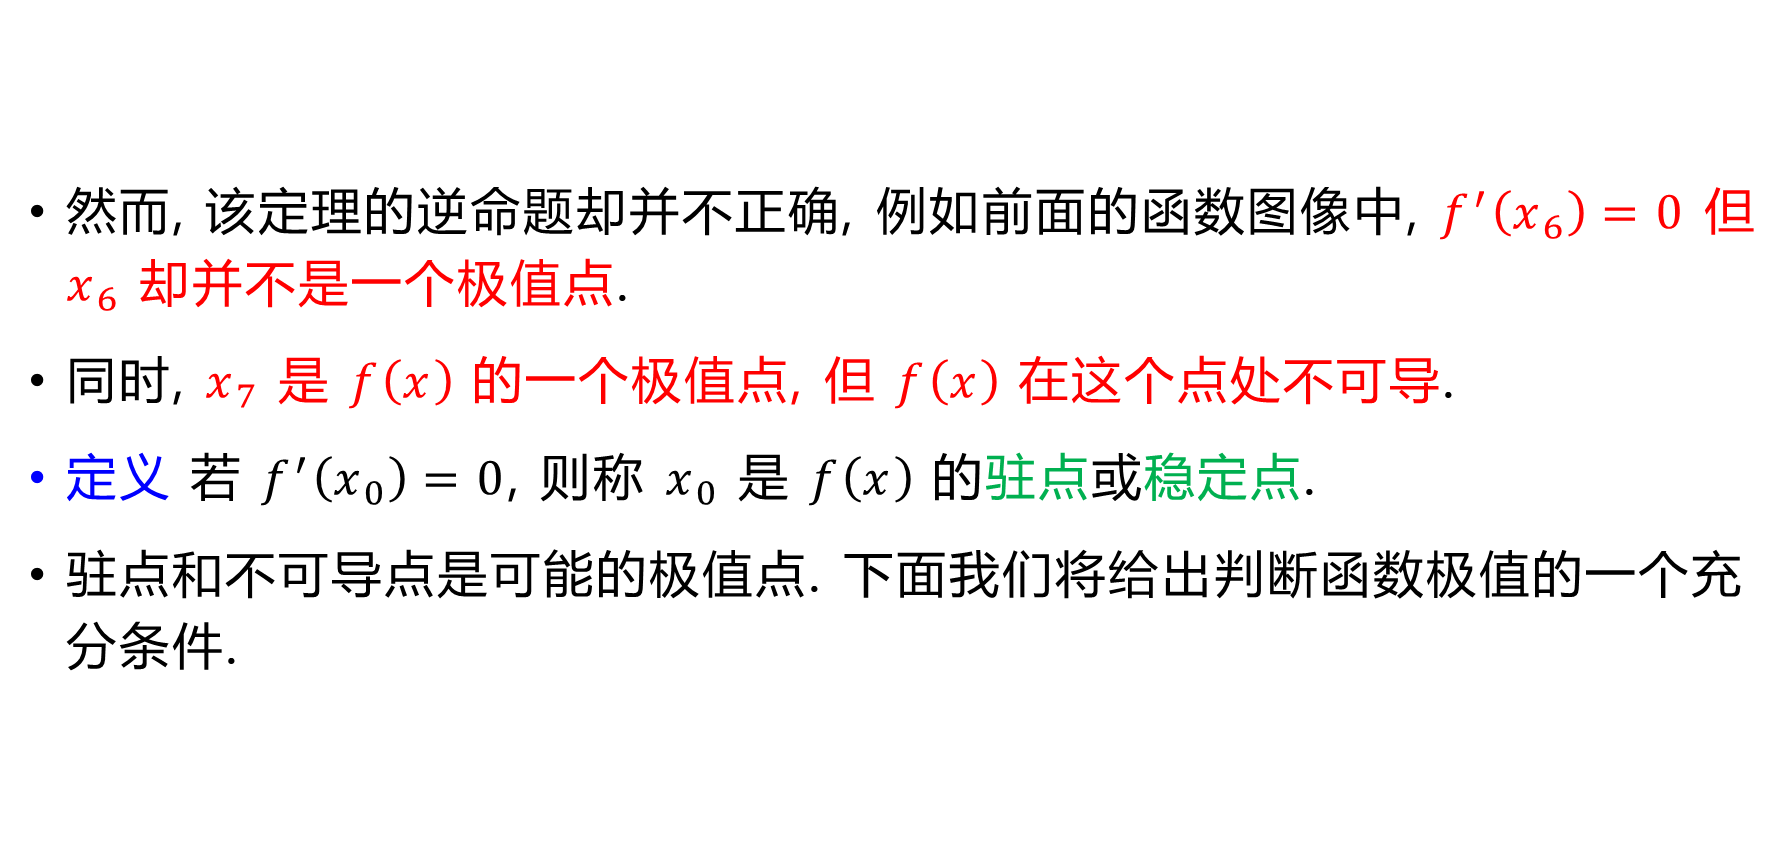 • 然而, 该定理的逆命题却并不正确, 例如前面的函数图像中, f′(x₆) = 0 但
x₆ 却并不是一个极值点.
• 同时, x₇ 是 f(x) 的一个极值点, 但 f(x) 在这个点处不可导.
• 定义 若 f′(x₀) = 0, 则称 x₀ 是 f(x) 的驻点或稳定点.
• 驻点和不可导点是可能的极值点. 下面我们将给出判断函数极值的一个充
分条件.